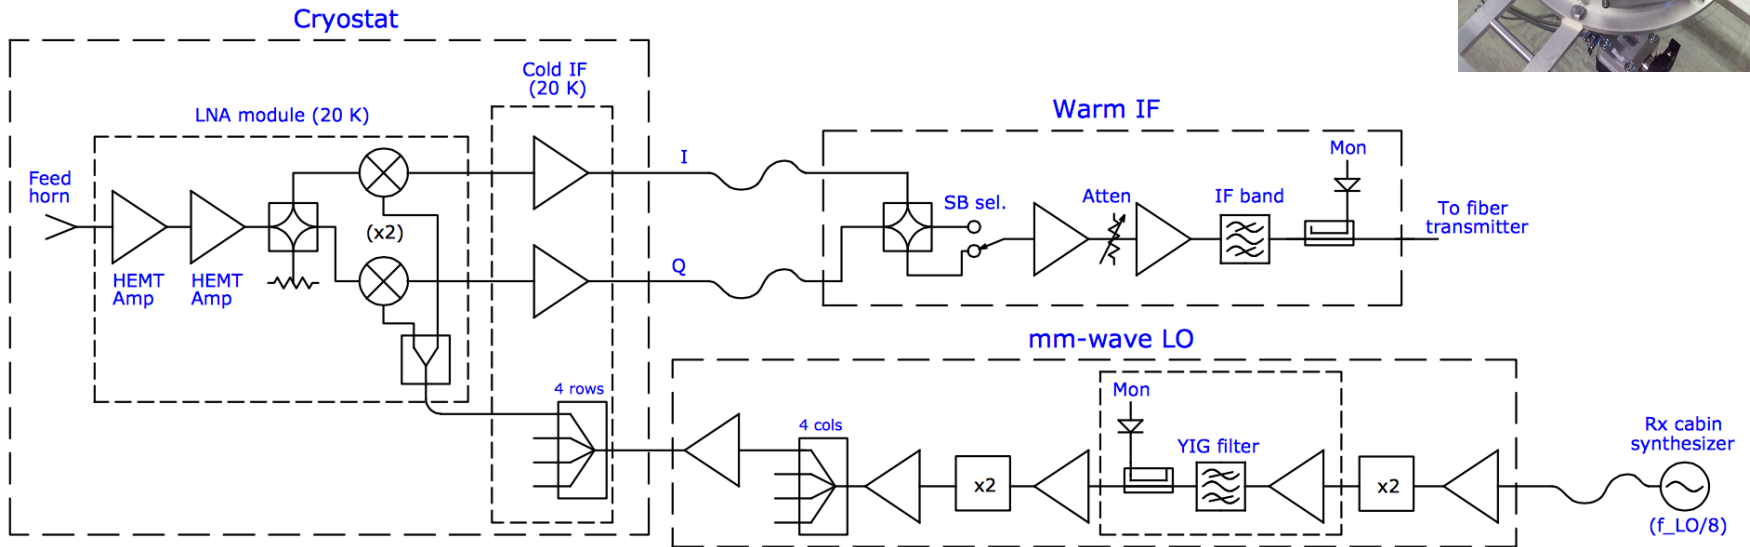 Cryostat
Cold IF
(20 K)
LNA module (20 K)
Feed
horn
HEMT
Amp
HEMT
Amp
(x2)
I
Q
4 rows
Warm IF
Mon
SB sel.
Atten
IF band
To fiber
transmitter
mm-wave LO
4 cols
x2
Mon
YIG filter
x2
Rx cabin
synthesizer
(f_LO/8)